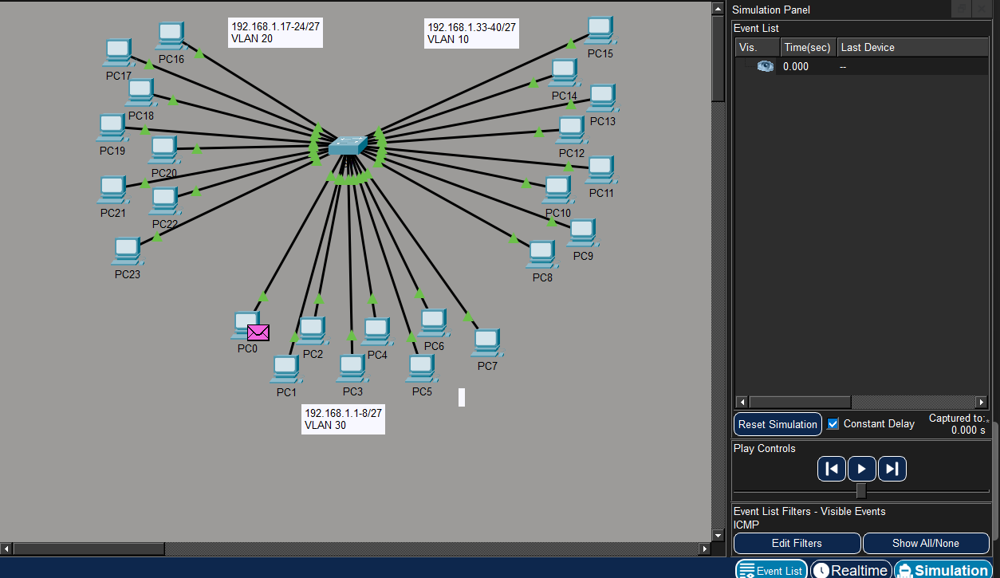 192.168.1.17-24/27
VLAN 20
192.168.1.33-40/27
VLAN 10
PC16
PC17
PC18
PC19
PC20
PC21
PC22
PC23
PC15
PC14
PC13
PC12
PC11
PC10
PC9
PC8
PC0
PC1
PC2
PC3
PC4
PC5
PC6
PC7
192.168.1.1-8/27
VLAN 30
Simulation Panel
Event List
Vis. Time(sec) Last Device
0.000 --
Reset Simulation Constant Delay Captured to:*
0.000 s
Play Controls
Event List Filters - Visible Events
ICMP
Edit Filters Show All/None
Event List Realtime Simulation